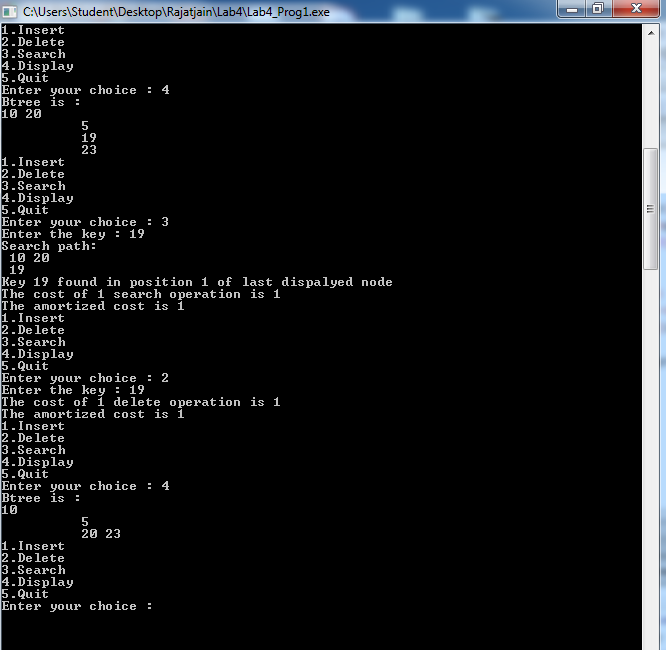 C:\Users\Student\Desktop\Rajatjain\Lab4\Lab4_Prog1.exe
1.Insert
2.Delete
3.Search
4.Display
5.Quit
Enter your choice : 4
Btree is :
10 20
          5
          19
          23
1.Insert
2.Delete
3.Search
4.Display
5.Quit
Enter your choice : 3
Enter the key : 19
Search path:
 10 20
 19
Key 19 found in position 1 of last dispalyed node
The cost of 1 search operation is 1
The amortized cost is 1
1.Insert
2.Delete
3.Search
4.Display
5.Quit
Enter your choice : 2
Enter the key : 19
The cost of 1 delete operation is 1
The amortized cost is 1
1.Insert
2.Delete
3.Search
4.Display
5.Quit
Enter your choice : 4
Btree is :
10
          5
          20 23
1.Insert
2.Delete
3.Search
4.Display
5.Quit
Enter your choice :